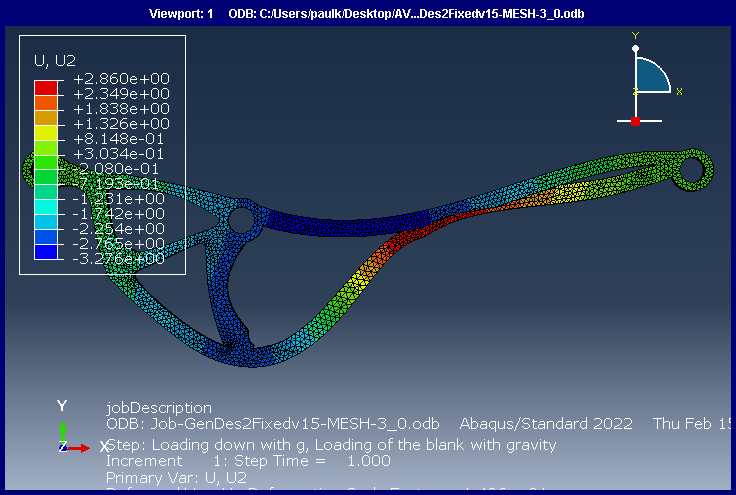 Viewport: 1 ODB: C:/Users/paulk/Desktop/AV...Des2Fixedv15-MESH-3_0.odb
U, U2
+2.860e+00
+2.349e+00
+1.838e+00
+1.326e+00
+8.148e-01
+3.034e-01
-2.080e-01
-7.193e-01
-1.231e+00
-1.742e+00
-2.254e+00
-2.765e+00
-3.276e+00
Y
Z
X
Y
Z
X
jobDescription
ODB: Job-GenDes2Fixedv15-MESH-3_0.odb Abaqus/Standard 2022 Thu Feb 15
Step: Loading down with g, Loading of the blank with gravity
Increment 1: Step Time = 1.000
Primary Var: U, U2